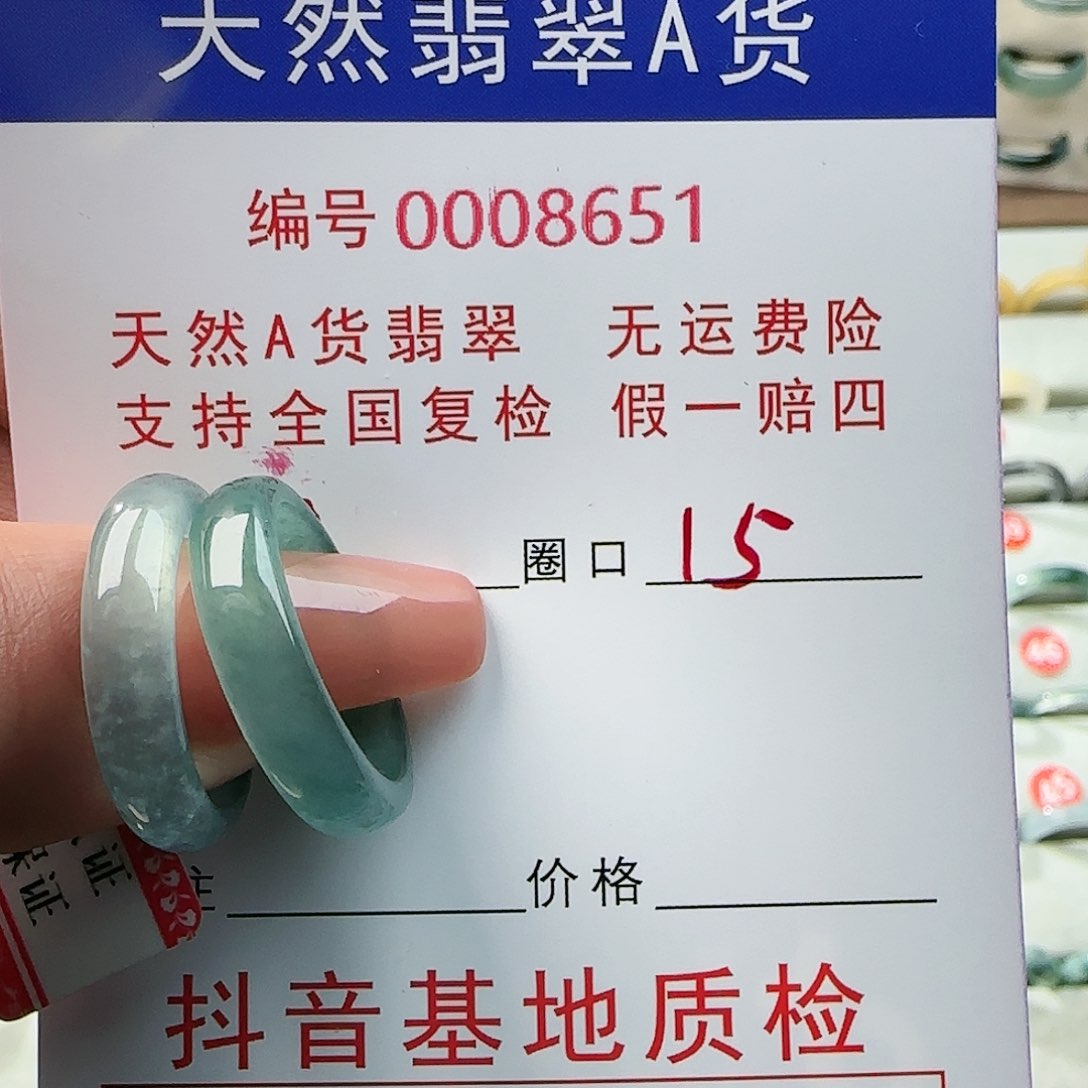 天然翡翠A货
编号 0008651
天然A货翡翠 无运费险
支持全国复检 假一赔四
圈口 15
价格
抖音基地质检